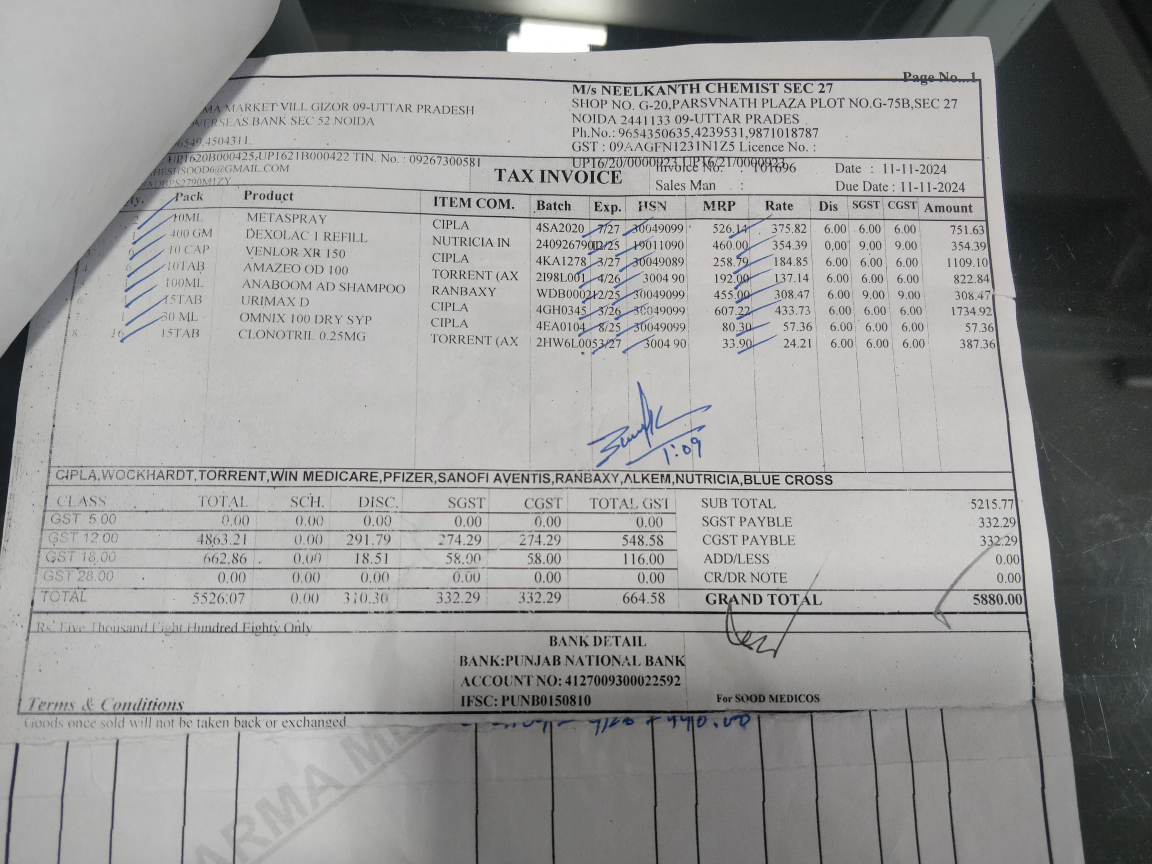 Page No...1
M/s NEELKANTH CHEMIST SEC 27
MARKET VILL GIZOR 09-UTTAR PRADESH
SHOP NO. G-20,PARSVNATH PLAZA PLOT NO.G-75B,SEC 27
OVERSEAS BANK SEC 52 NOIDA
NOIDA 2441133 09-UTTAR PRADES
Ph.No.: 9654350635,4239531,9871018787
GST : 09AAGFN1231N1Z5 Licence No. :
UP1620B000425,UP1621B000422 TIN. No. : 09267300581
UP16/20/0000923,UP16/21/0000923
TAX INVOICE
Invoice No. : T01696 Date : 11-11-2024
Sales Man : Due Date : 11-11-2024
Pack Product ITEM COM. Batch Exp. HSN MRP Rate Dis SGST CGST Amount
10ML METASPRAY CIPLA 4SA2020 7/27 30049099 526.14 375.82 6.00 6.00 6.00 751.63
400 GM DEXOLAC 1 REFILL NUTRICIA IN 19011090 460.00 354.39 0.00 9.00 9.00 354.39
10 CAP VENLOR XR 150 CIPLA 4KA1278 3/27 30049089 258.79 184.85 6.00 6.00 6.00 1109.10
10TAB AMAZEO OD 100 TORRENT (AX 2I98L001 4/26 3004 90 192.00 137.14 6.00 6.00 6.00 822.84
100ML ANABOOM AD SHAMPOO RANBAXY 30049099 455.00 308.47 6.00 9.00 9.00 308.47
15TAB URIMAX D CIPLA 4GH0345 3/26 30049099 607.22 433.73 6.00 6.00 6.00 1734.92
30 ML OMNIX 100 DRY SYP CIPLA 4EA0104 8/25 30049099 80.30 57.36 6.00 6.00 6.00 57.36
8. 16 15TAB CLONOTRIL 0.25MG TORRENT (AX 2HW6L0053/27 3004 90 33.90 24.21 6.00 6.00 6.00 387.36
1:09
CIPLA,WOCKHARDT,TORRENT,WIN MEDICARE,PFIZER,SANOFI AVENTIS,RANBAXY,ALKEM,NUTRICIA,BLUE CROSS
CLASS TOTAL SCH. DISC. SGST CGST TOTAL GST
GST 5.00 0.00 0.00 0.00 0.00 0.00 0.00
GST 12.00 4863.21 0.00 291.79 274.29 274.29 548.58
GST 18.00 662.86 0.00 18.51 58.00 58.00 116.00
GST 28.00 0.00 0.00 0.00 0.00 0.00 0.00
TOTAL 5526.07 0.00 310.30 332.29 332.29 664.58
SUB TOTAL 5215.77
SGST PAYBLE 332.29
CGST PAYBLE 332.29
ADD/LESS 0.00
CR/DR NOTE 0.00
GRAND TOTAL 5880.00
Rs. Five Thousand Eight Hundred Eighty Only
BANK DETAIL
BANK:PUNJAB NATIONAL BANK
ACCOUNT NO: 4127009300022592
IFSC: PUNB0150810
For SOOD MEDICOS
Terms & Conditions
Goods once sold will not be taken back or exchanged